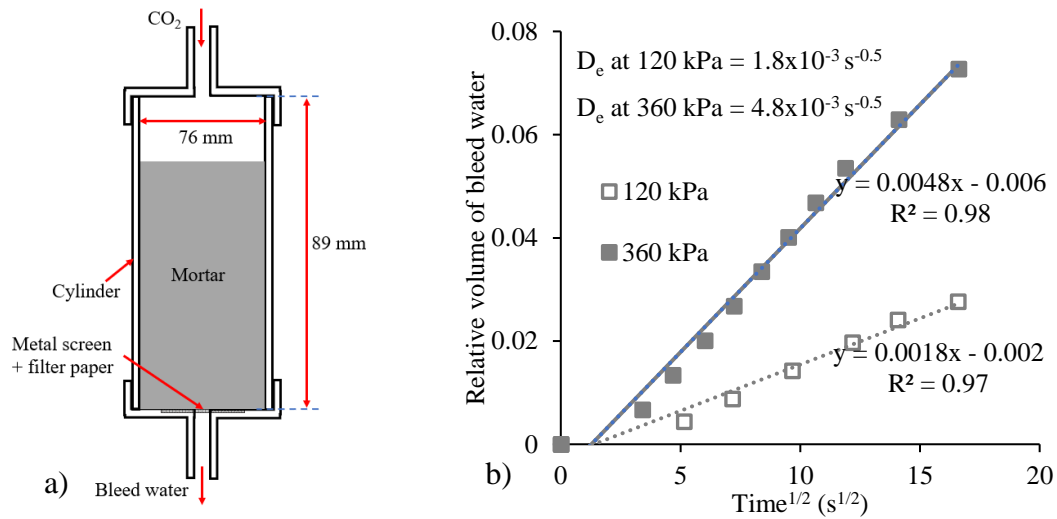 CO2
76 mm
89 mm
Mortar
Cylinder
Metal screen
+ filter paper
a)
Bleed water
Relative volume of bleed water
0.08
0.06
0.04
0.02
0
De at 120 kPa = 1.8x10-3 s-0.5
De at 360 kPa = 4.8x10-3 s-0.5
120 kPa
360 kPa
y = 0.0048x - 0.006
R² = 0.98
y = 0.0018x - 0.002
R² = 0.97
0 5 10 15 20
b)
Time1/2 (s1/2)